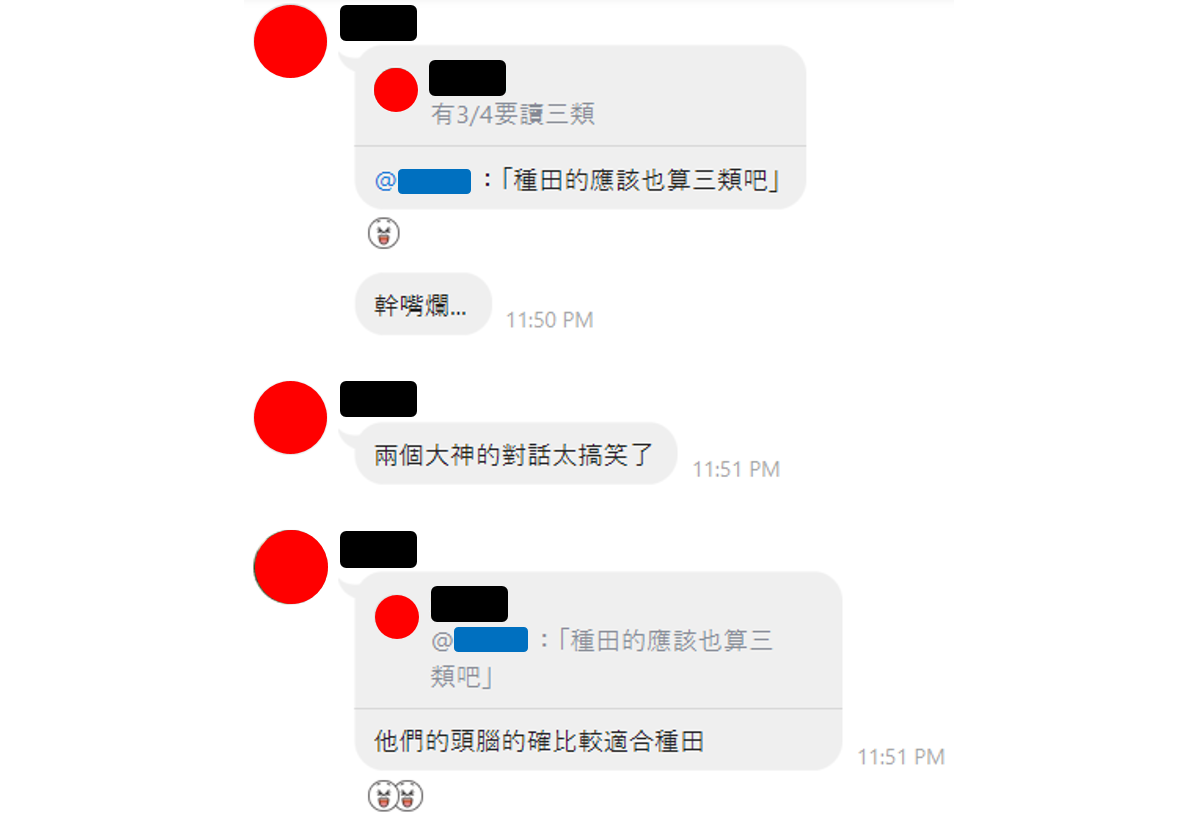 有3/4要讀三類
@ ：「種田的應該也算三類吧」
幹嘴爛...
11:50 PM
兩個大神的對話太搞笑了
11:51 PM
@ ：「種田的應該也算三
類吧」
他們的頭腦的確比較適合種田
11:51 PM